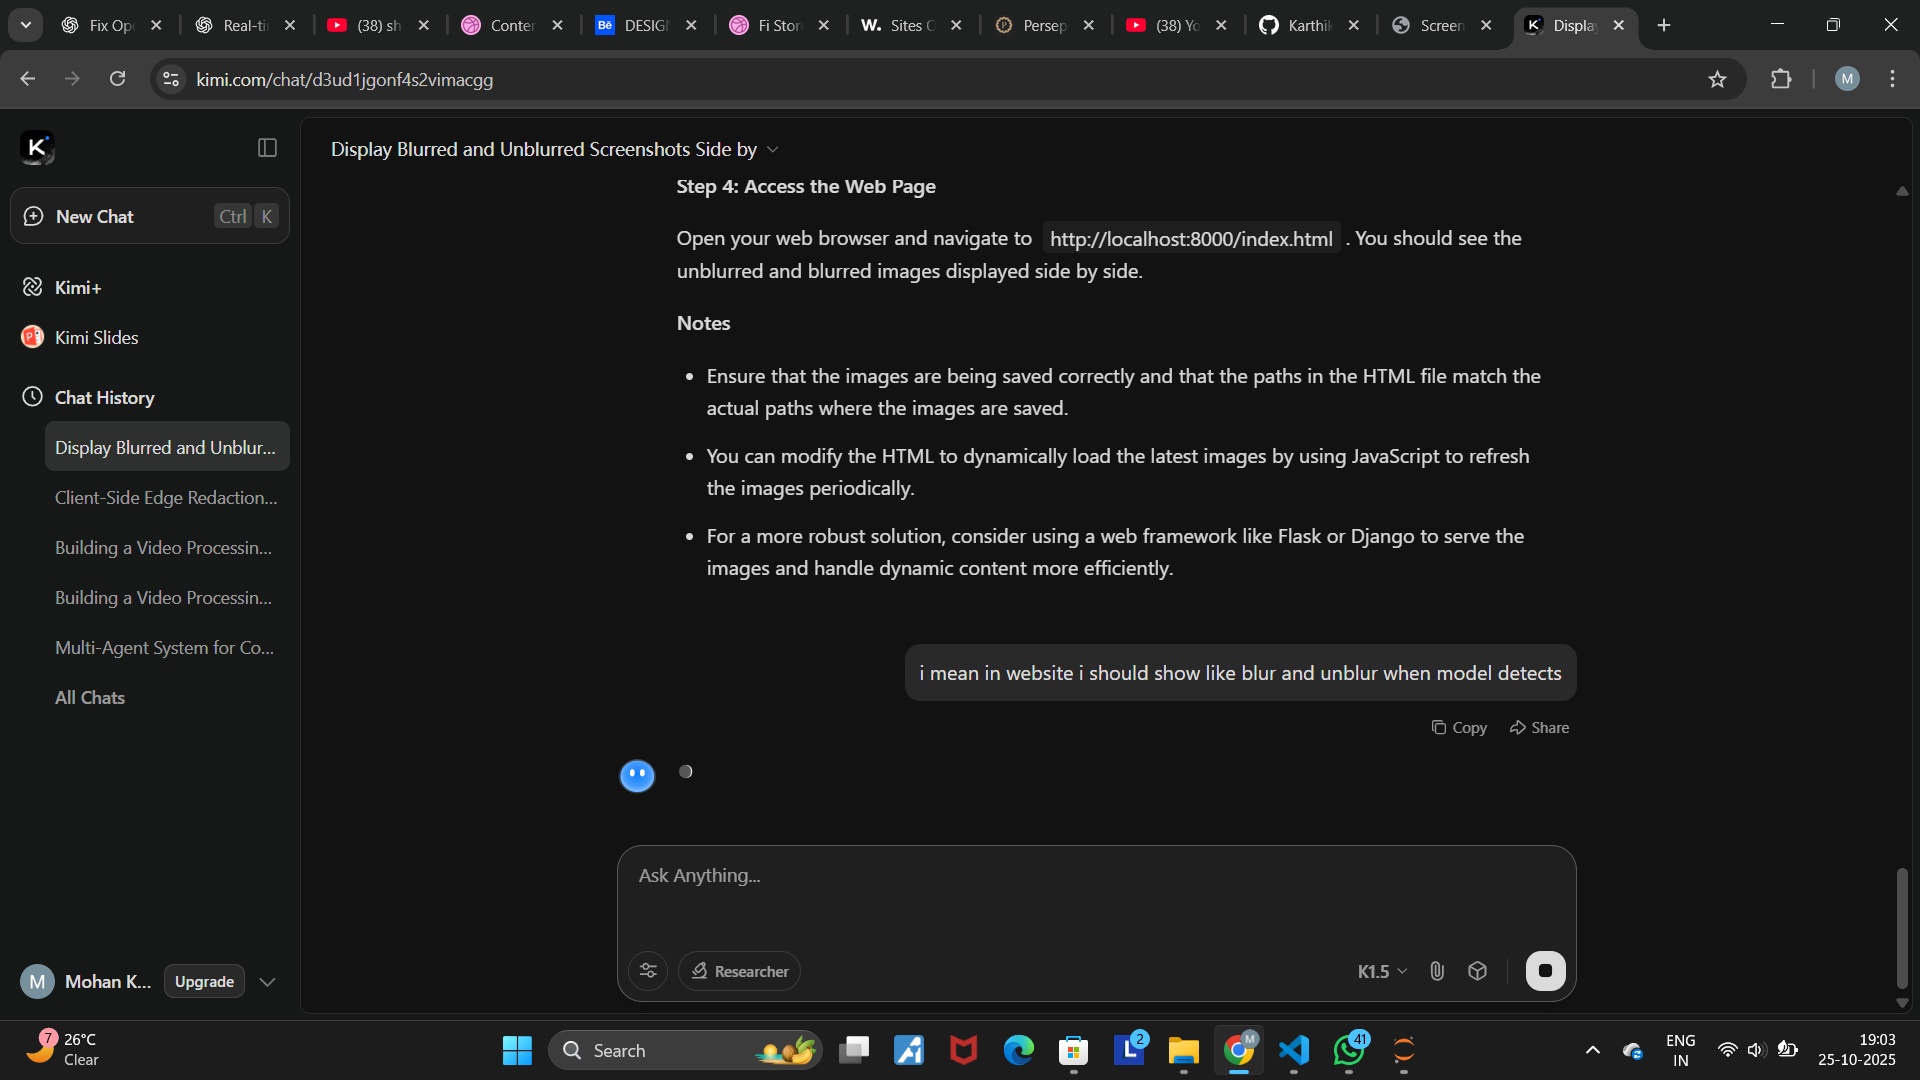 Fix Op
Real-ti
(38) sh
Conter
Bē
DESIG
Fi Stor
W.
Sites
Persep
(38) Yo
Karthik
Screen
Displa
kimi.com/chat/d3ud1jgonf4s2vimacgg
M
K
Display Blurred and Unblurred Screenshots Side by
New Chat
Ctrl K
Kimi+
Kimi Slides
Chat History
Display Blurred and Unblur...
Client-Side Edge Redaction...
Building a Video Processin...
Building a Video Processin...
Multi-Agent System for Co...
All Chats
M
Mohan K...
Upgrade
Step 4: Access the Web Page
Open your web browser and navigate to http://localhost:8000/index.html . You should see the
unblurred and blurred images displayed side by side.
Notes
• Ensure that the images are being saved correctly and that the paths in the HTML file match the
actual paths where the images are saved.
• You can modify the HTML to dynamically load the latest images by using JavaScript to refresh
the images periodically.
• For a more robust solution, consider using a web framework like Flask or Django to serve the
images and handle dynamic content more efficiently.
i mean in website i should show like blur and unblur when model detects
Copy
Share
Ask Anything...
Researcher
K1.5
7
26°C
Clear
Search
L
2
M
41
ENG
IN
19:03
25-10-2025